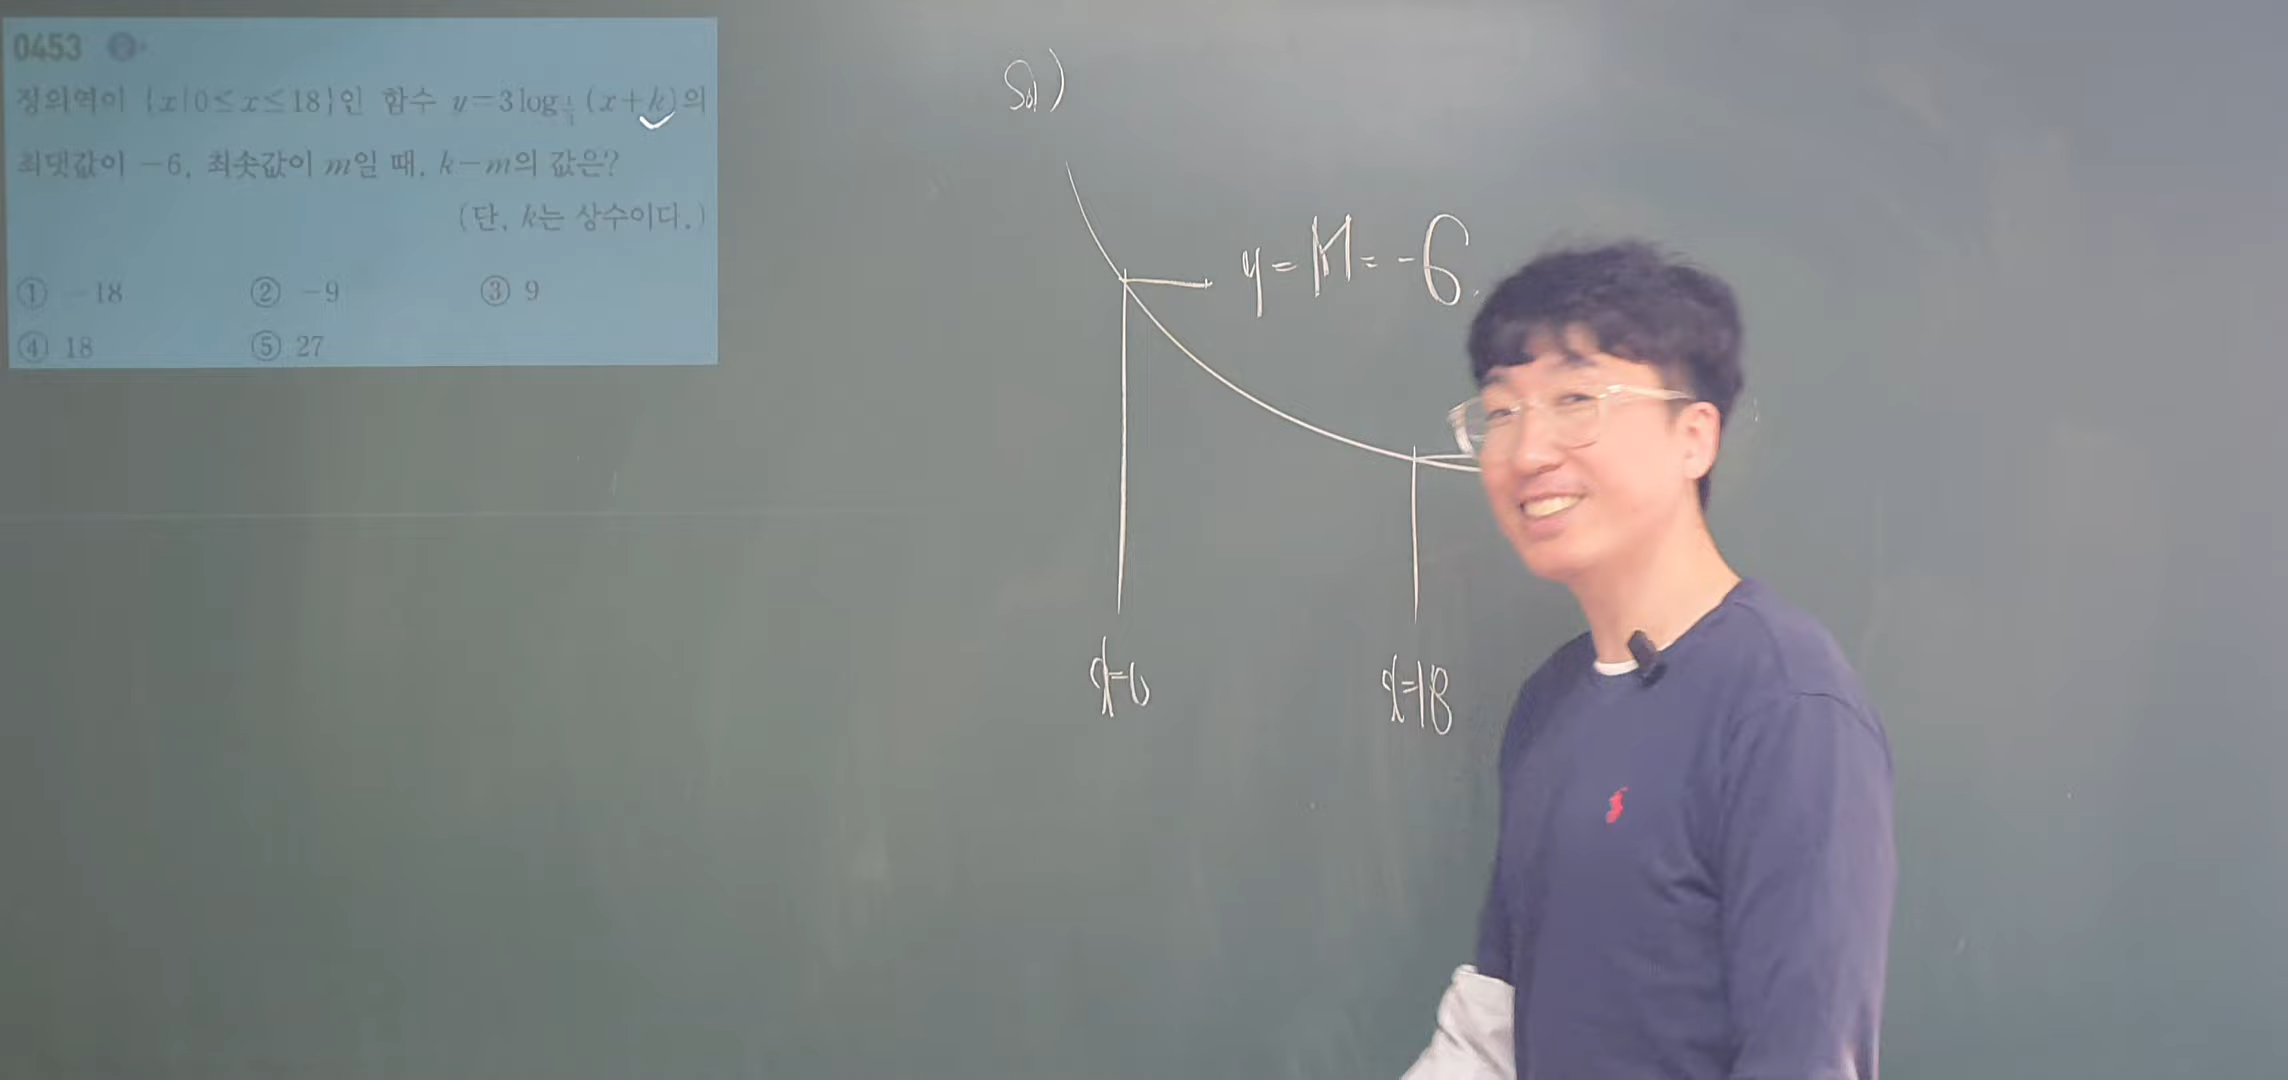 0453
정의역이 {x|0≤x≤18}인 함수 y=3log (x+k)의
최댓값이 -6, 최솟값이 m일 때, k-m의 값은?
(단, k는 상수이다.)
① -18 ② -9 ③ 9
④ 18 ⑤ 27
Sol)
y=M=-6.
x=0 x=18